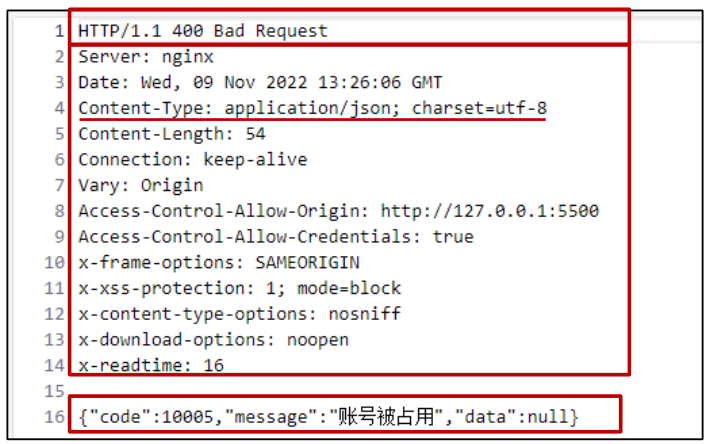 1 HTTP/1.1 400 Bad Request
2 Server: nginx
3 Date: Wed, 09 Nov 2022 13:26:06 GMT
4 Content-Type: application/json; charset=utf-8
5 Content-Length: 54
6 Connection: keep-alive
7 Vary: Origin
8 Access-Control-Allow-Origin: http://127.0.0.1:5500
9 Access-Control-Allow-Credentials: true
10 x-frame-options: SAMEORIGIN
11 x-xss-protection: 1; mode=block
12 x-content-type-options: nosniff
13 x-download-options: noopen
14 x-readtime: 16
15
16 {"code":10005,"message":"账号被占用","data":null}